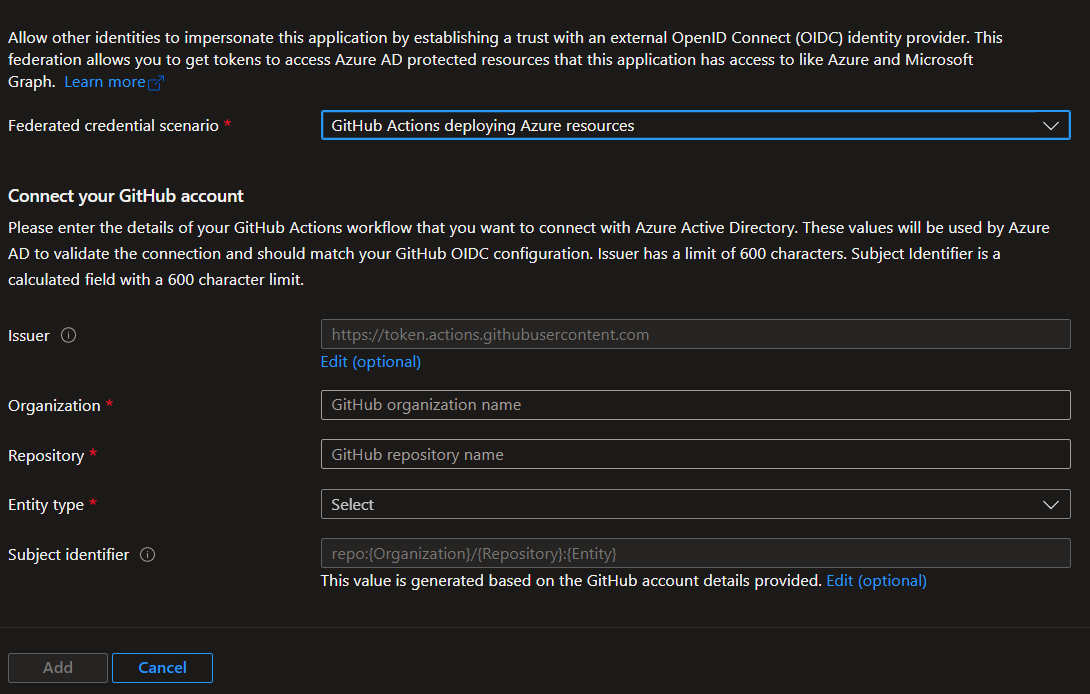 Allow other identities to impersonate this application by establishing a trust with an external OpenID Connect (OIDC) identity provider. This
federation allows you to get tokens to access Azure AD protected resources that this application has access to like Azure and Microsoft
Graph. Learn more
Federated credential scenario * GitHub Actions deploying Azure resources
Connect your GitHub account
Please enter the details of your GitHub Actions workflow that you want to connect with Azure Active Directory. These values will be used by Azure
AD to validate the connection and should match your GitHub OIDC configuration. Issuer has a limit of 600 characters. Subject Identifier is a
calculated field with a 600 character limit.
Issuer https://token.actions.githubusercontent.com
Edit (optional)
Organization * GitHub organization name
Repository * GitHub repository name
Entity type * Select
Subject identifier repo:{Organization}/{Repository}:{Entity}
This value is generated based on the GitHub account details provided. Edit (optional)
Add Cancel